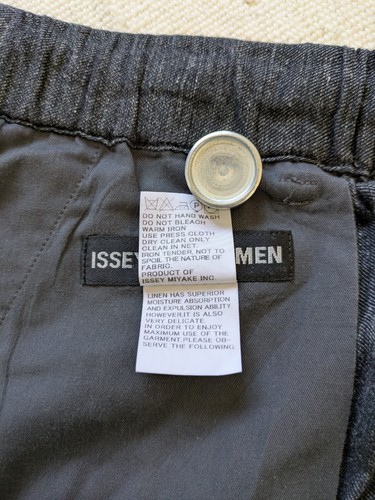 P
DO NOT HAND WASH
DO NOT BLEACH
WARM IRON
USE PRESS CLOTH
DRY CLEAN ONLY
CLEAN IN NET
IRON TENDER, NOT TO
SPOIL THE NATURE OF
FABRIC.
PRODUCT OF
ISSEY MIYAKE INC.
ISSEY MEN
LINEN HAS SUPERIOR
MOISTURE ABSORPTION
AND EXPULSION ABILITY
HOWEVER,IT IS ALSO
VERY DELICATE.
IN ORDER TO ENJOY
MAXIMUM USE OF THE
GARMENT,PLEASE OB-
SERVE THE FOLLOWING